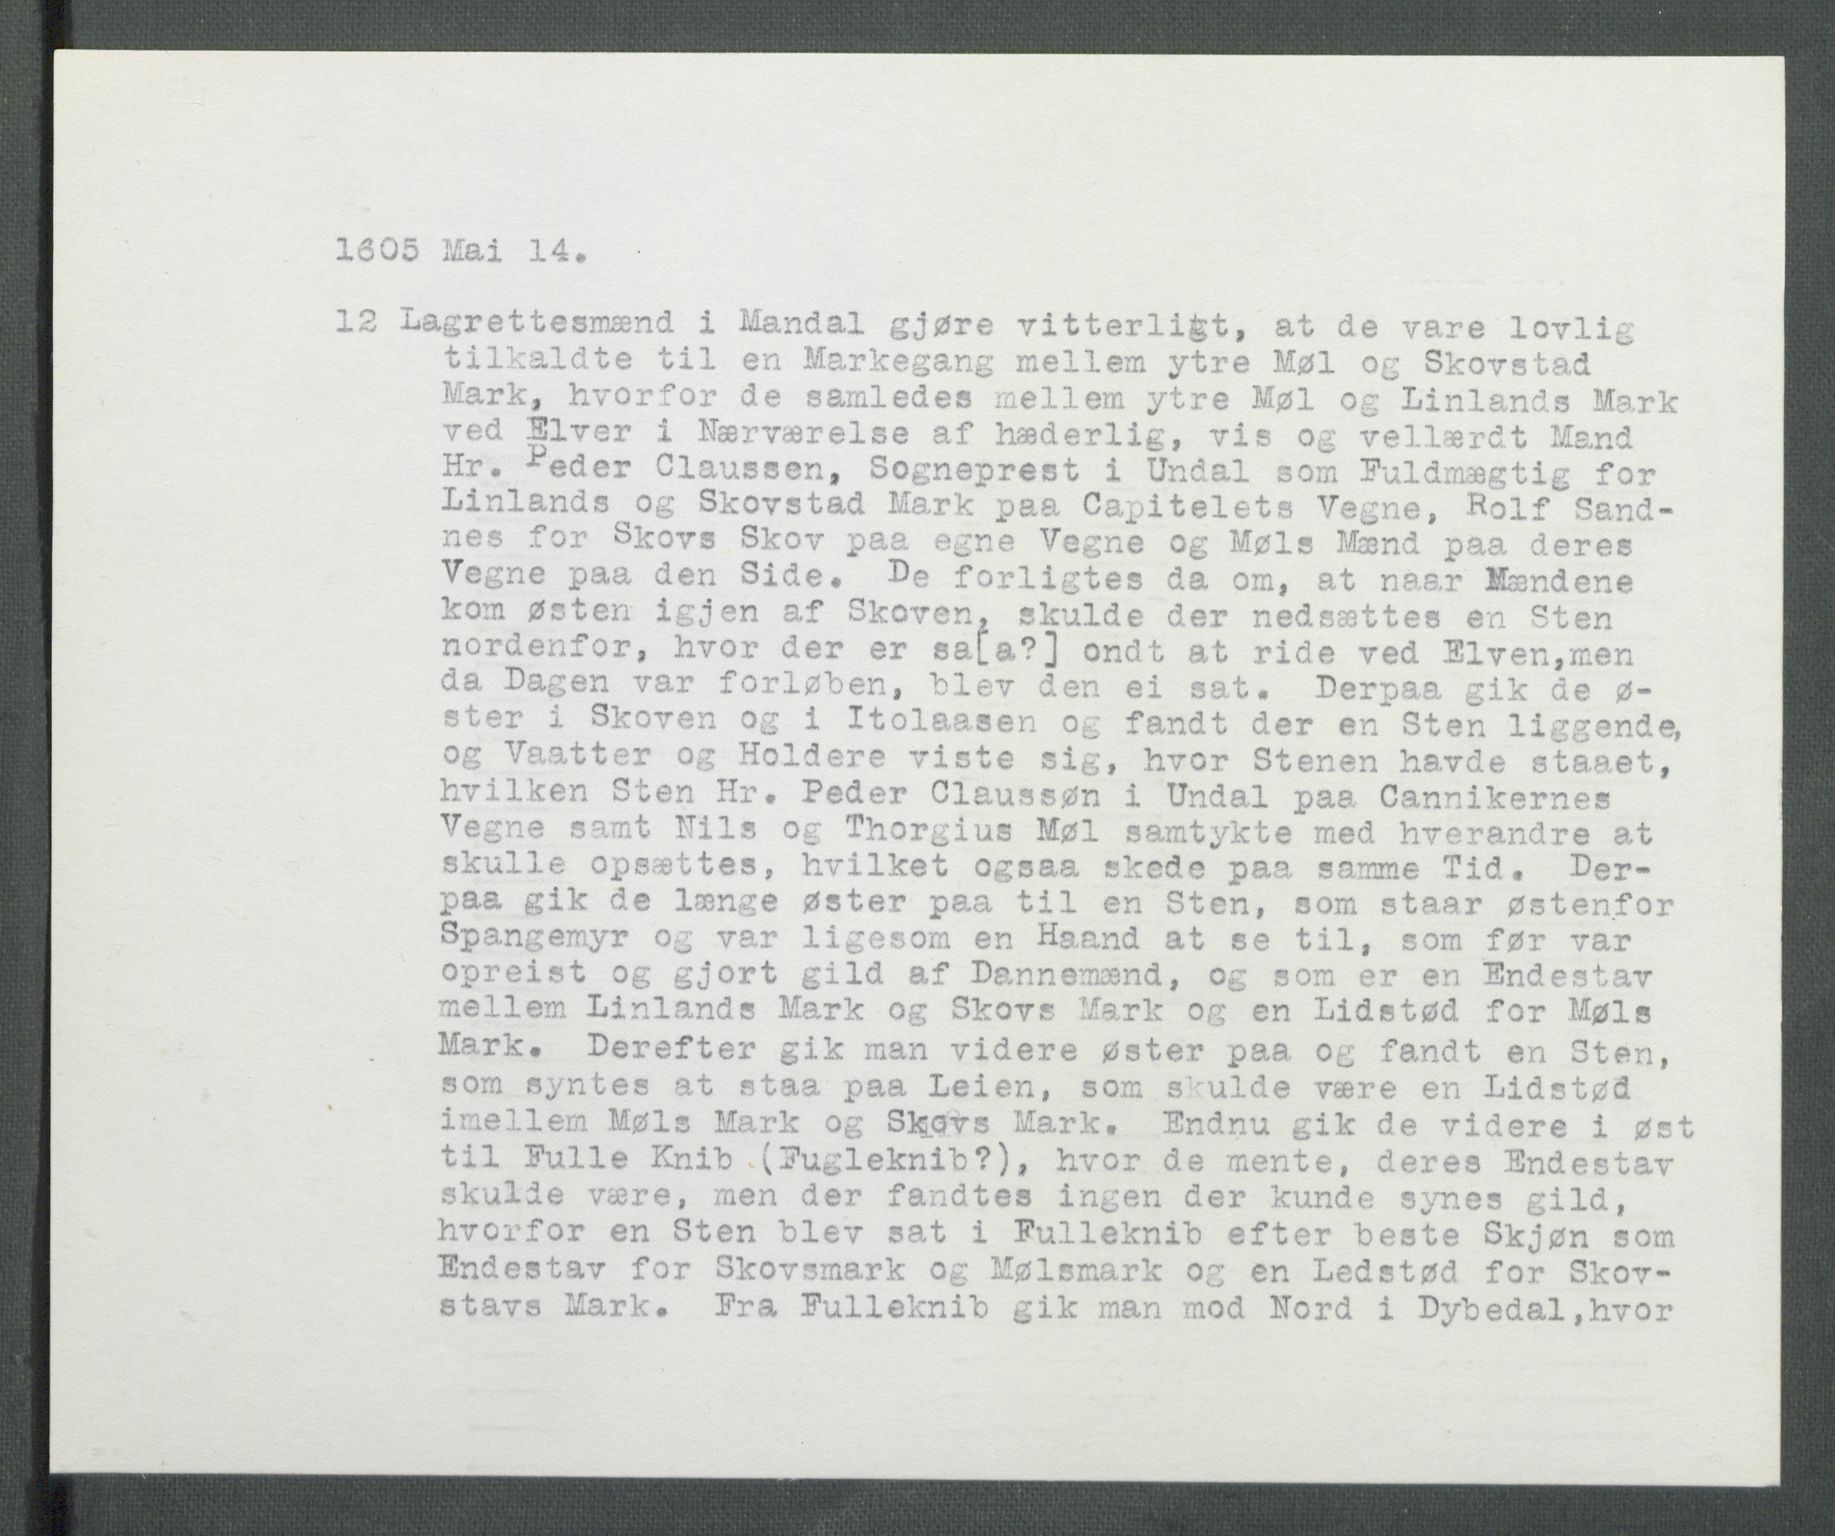 1605 Mai 14.
12 Lagrettesmænd i Mandal gjøre vitterligt, at de vare lovlig
tilkaldte til en Markegang mellem ytre Møl og Skovstad
Mark, hvorfor de samledes mellem ytre Møl og Linlands Mark
ved Elver i Nærværelse af hæderlig, vis og vellærdt Mand
Hr. Peder Claussen, Sogneprest i Undal som Fuldmægtig for
Linlands og Skovstad Mark paa Capitelets Vegne, Rolf Sand-
nes for Skovs Skov paa egne Vegne og Møls Mænd paa deres
Vegne paa den Side. De forligtes da om, at naar Mændene
kom østen igjen af Skoven, skulde der nedsættes en Sten
nordenfor, hvor der er sa[a?] ondt at ride ved Elven,men
da Dagen var forløben, blev den ei sat. Derpaa gik de ø-
ster i Skoven og i Itolaasen og fandt der en Sten liggende,
og Vaatter og Holdere viste sig, hvor Stenen havde staaet,
hvilken Sten Hr. Peder Claussøn i Undal paa Cannikernes
Vegne samt Nils og Thorgius Møl samtykte med hverandre at
skulle opsættes, hvilket ogsaa skede paa samme Tid. Der-
paa gik de længe øster paa til en Sten, som staar østenfor
Spangemyr og var ligesom en Haand at se til, som før var
opreist og gjort gild af Dannemænd, og som er en Endestav
mellem Linlands Mark og Skovs Mark og en Lidstød for Møls
Mark. Derefter gik man videre øster paa og fandt en Sten,
som syntes at staa paa Leien, som skulde være en Lidstød
imellem Møls Mark og Skovs Mark. Endnu gik de videre i øst
til Fulle Knib (Fugleknib?), hvor de mente, deres Endestav
skulde være, men der fandtes ingen der kunde synes gild,
hvorfor en Sten blev sat i Fulleknib efter beste Skjøn som
Endestav for Skovsmark og Mølsmark og en Ledstød for Skov-
stavs Mark. Fra Fulleknib gik man mod Nord i Dybedal,hvor